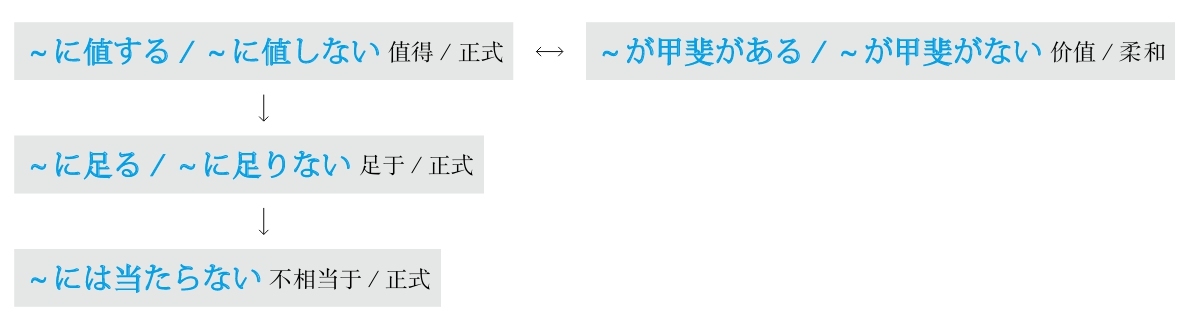 ~に値する / ~に値しない 值得 / 正式 ↔ ~が甲斐がある / ~が甲斐がない 价值 / 柔和
↓
~に足る / ~に足りない 足于 / 正式
↓
~には当たらない 不相当于 / 正式